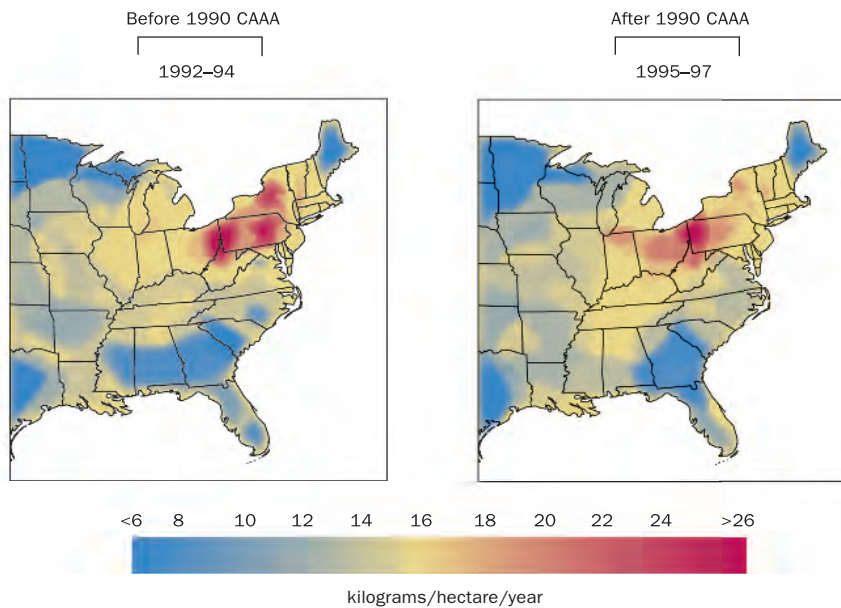 Before 1990 CAAA
1992–94
After 1990 CAAA
1995–97
<6 8 10 12 14 16 18 20 22 24 >26
kilograms/hectare/year